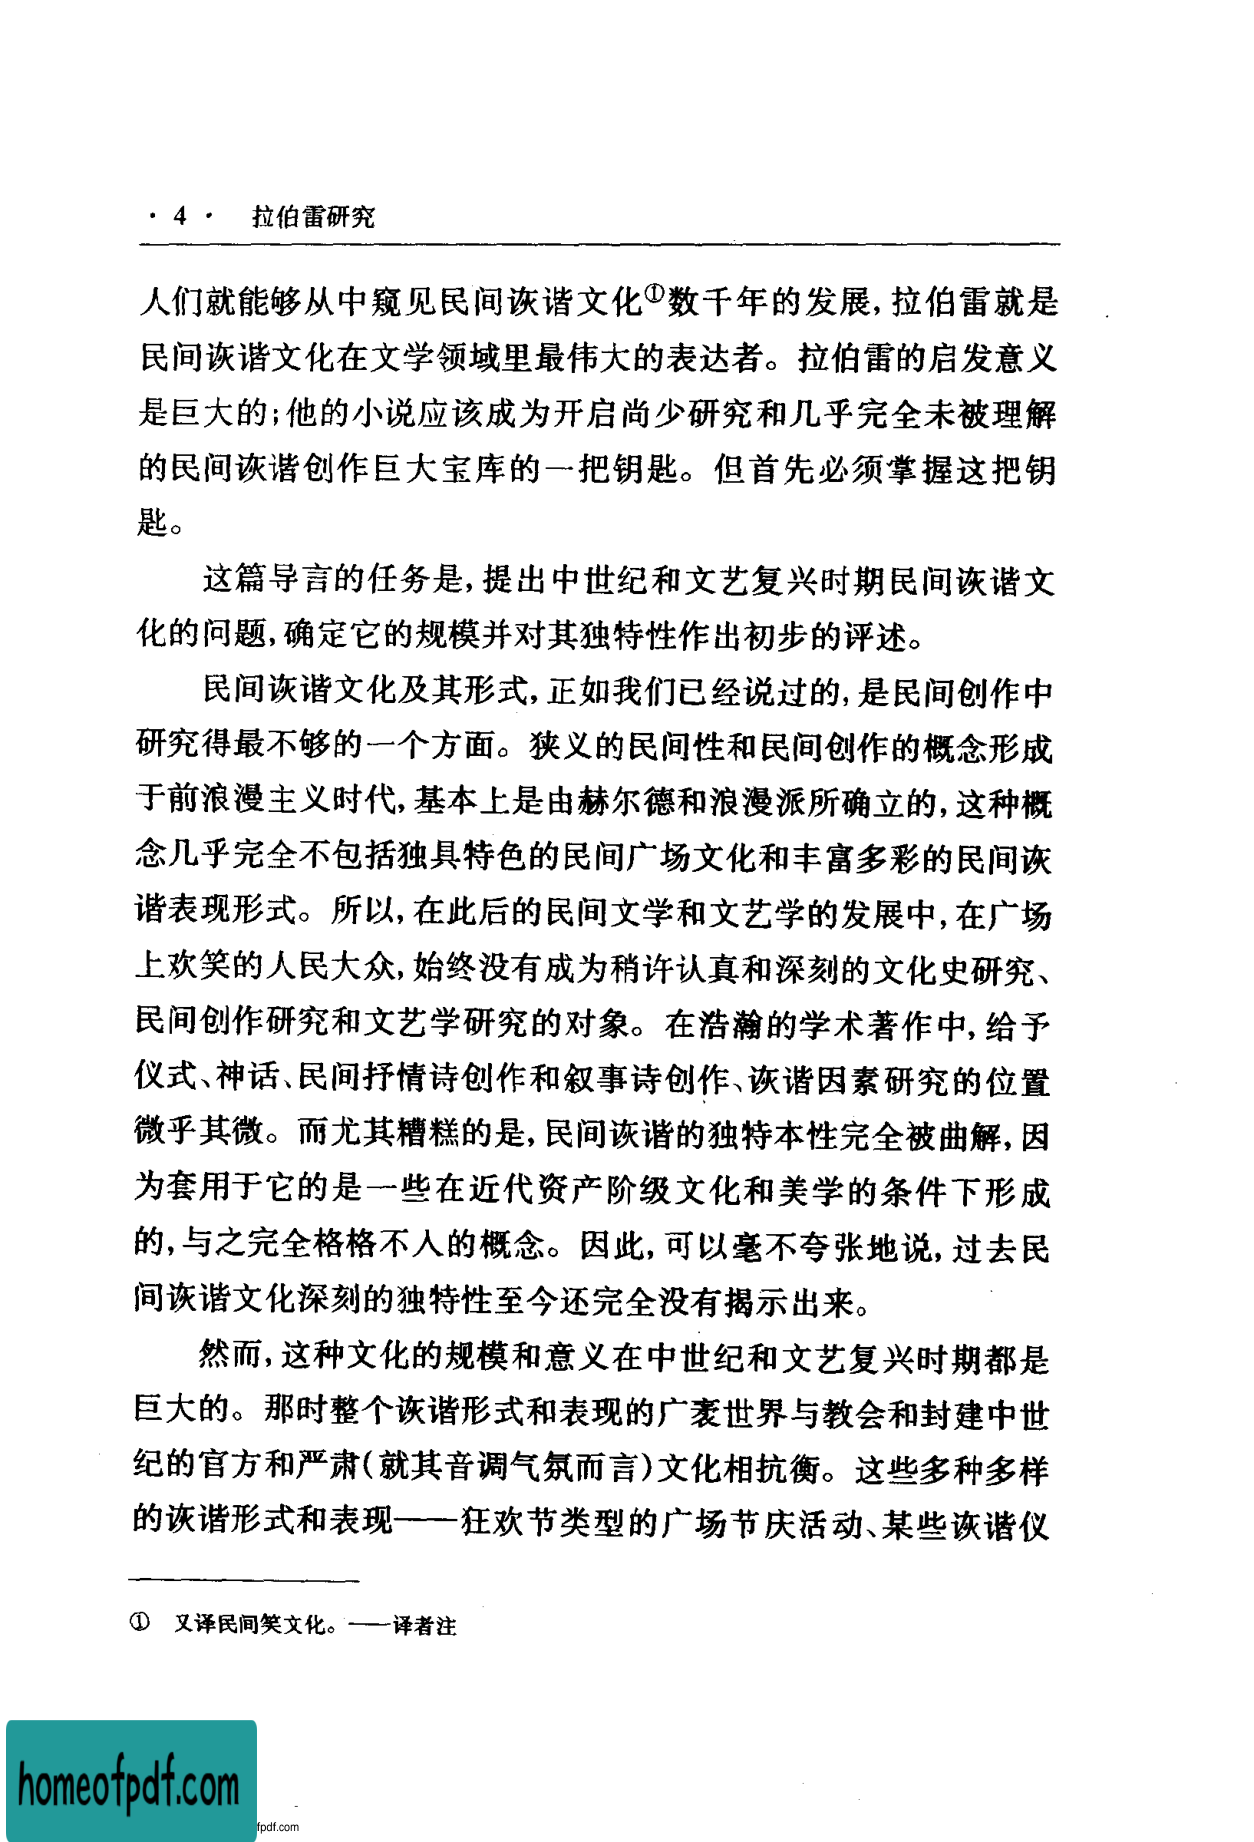 · 4 · 拉伯雷研究
人们就能够从中窥见民间诙谐文化①数千年的发展,拉伯雷就是
民间诙谐文化在文学领域里最伟大的表达者。拉伯雷的启发意义
是巨大的;他的小说应该成为开启尚少研究和几乎完全未被理解
的民间诙谐创作巨大宝库的一把钥匙。但首先必须掌握这把钥
匙。
这篇导言的任务是,提出中世纪和文艺复兴时期民间诙谐文
化的问题,确定它的规模并对其独特性作出初步的评述。
民间诙谐文化及其形式,正如我们已经说过的,是民间创作中
研究得最不够的一个方面。狭义的民间性和民间创作的概念形成
于前浪漫主义时代,基本上是由赫尔德和浪漫派所确立的,这种概
念几乎完全不包括独具特色的民间广场文化和丰富多彩的民间诙
谐表现形式。所以,在此后的民间文学和文艺学的发展中,在广场
上欢笑的人民大众,始终没有成为稍许认真和深刻的文化史研究、
民间创作研究和文艺学研究的对象。在浩瀚的学术著作中,给予
仪式、神话、民间抒情诗创作和叙事诗创作、诙谐因素研究的位置
微乎其微。而尤其糟糕的是,民间诙谐的独特本性完全被曲解,因
为套用于它的是一些在近代资产阶级文化和美学的条件下形成
的,与之完全格格不入的概念。因此,可以毫不夸张地说,过去民
间诙谐文化深刻的独特性至今还完全没有揭示出来。
然而,这种文化的规模和意义在中世纪和文艺复兴时期都是
巨大的。那时整个诙谐形式和表现的广袤世界与教会和封建中世
纪的官方和严肃(就其音调气氛而言)文化相抗衡。这些多种多样
的诙谐形式和表现——狂欢节类型的广场节庆活动、某些诙谐仪
① 又译民间笑文化。——译者注
homeofpdf.com
fpdf.com